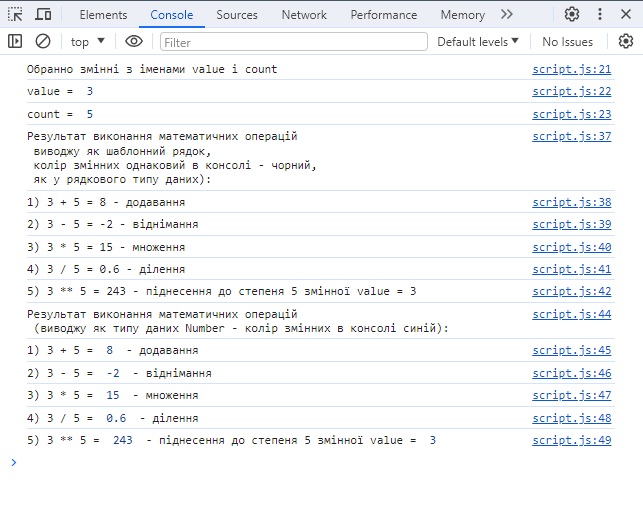 Elements Console Sources Network Performance Memory
top Filter Default levels No Issues
Обранно змінні з іменами value і count script.js:21
value = 3 script.js:22
count = 5 script.js:23
Результат виконання математичних операцій script.js:37
виводжу як шаблонний рядок,
колір змінних однаковий в консолі - чорний,
як у рядкового типу даних):
1) 3 + 5 = 8 - додавання script.js:38
2) 3 - 5 = -2 - віднімання script.js:39
3) 3 * 5 = 15 - множення script.js:40
4) 3 / 5 = 0.6 - ділення script.js:41
5) 3 ** 5 = 243 - піднесення до степеня 5 змінної value = 3 script.js:42
Результат виконання математичних операцій script.js:44
(виводжу як типу даних Number - колір змінних в консолі синій):
1) 3 + 5 = 8 - додавання script.js:45
2) 3 - 5 = -2 - віднімання script.js:46
3) 3 * 5 = 15 - множення script.js:47
4) 3 / 5 = 0.6 - ділення script.js:48
5) 3 ** 5 = 243 - піднесення до степеня 5 змінної value = 3 script.js:49